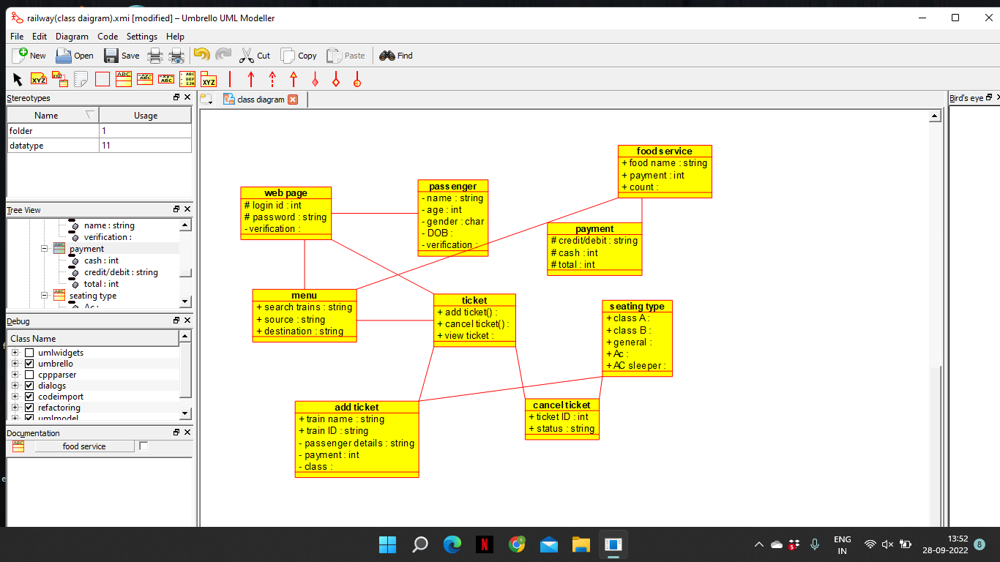 railway(class daigram).xmi [modified] – Umbrello UML Modeller
File Edit Diagram Code Settings Help
New Open Save Cut Copy Paste Find
Stereotypes
Name Usage
folder 1
datatype 11
Tree View
name : string
verification :
payment
cash : int
credit/debit : string
total : int
seating type
Ac :
Debug
Class Name
umlwidgets
umbrello
cppparser
dialogs
codeimport
refactoring
umlmodel
Documentation
food service
class diagram
Bird's eye
web page
# login id : int
# password : string
- verification :
passenger
- name : string
- age : int
- gender : char
- DOB :
- verification :
food service
+ food name : string
+ payment : int
+ count :
payment
# credit/debit : string
# cash : int
# total : int
menu
+ search trains : string
+ source : string
+ destination : string
ticket
+ add ticket() :
+ cancel ticket() :
+ view ticket :
seating type
+ class A :
+ class B :
+ general :
+ Ac :
+ AC sleeper :
add ticket
+ train name : string
+ train ID : string
- passenger details : string
- payment : int
- class :
cancel ticket
+ ticket ID : int
+ status : string
ENG
IN
13:52
28-09-2022
8